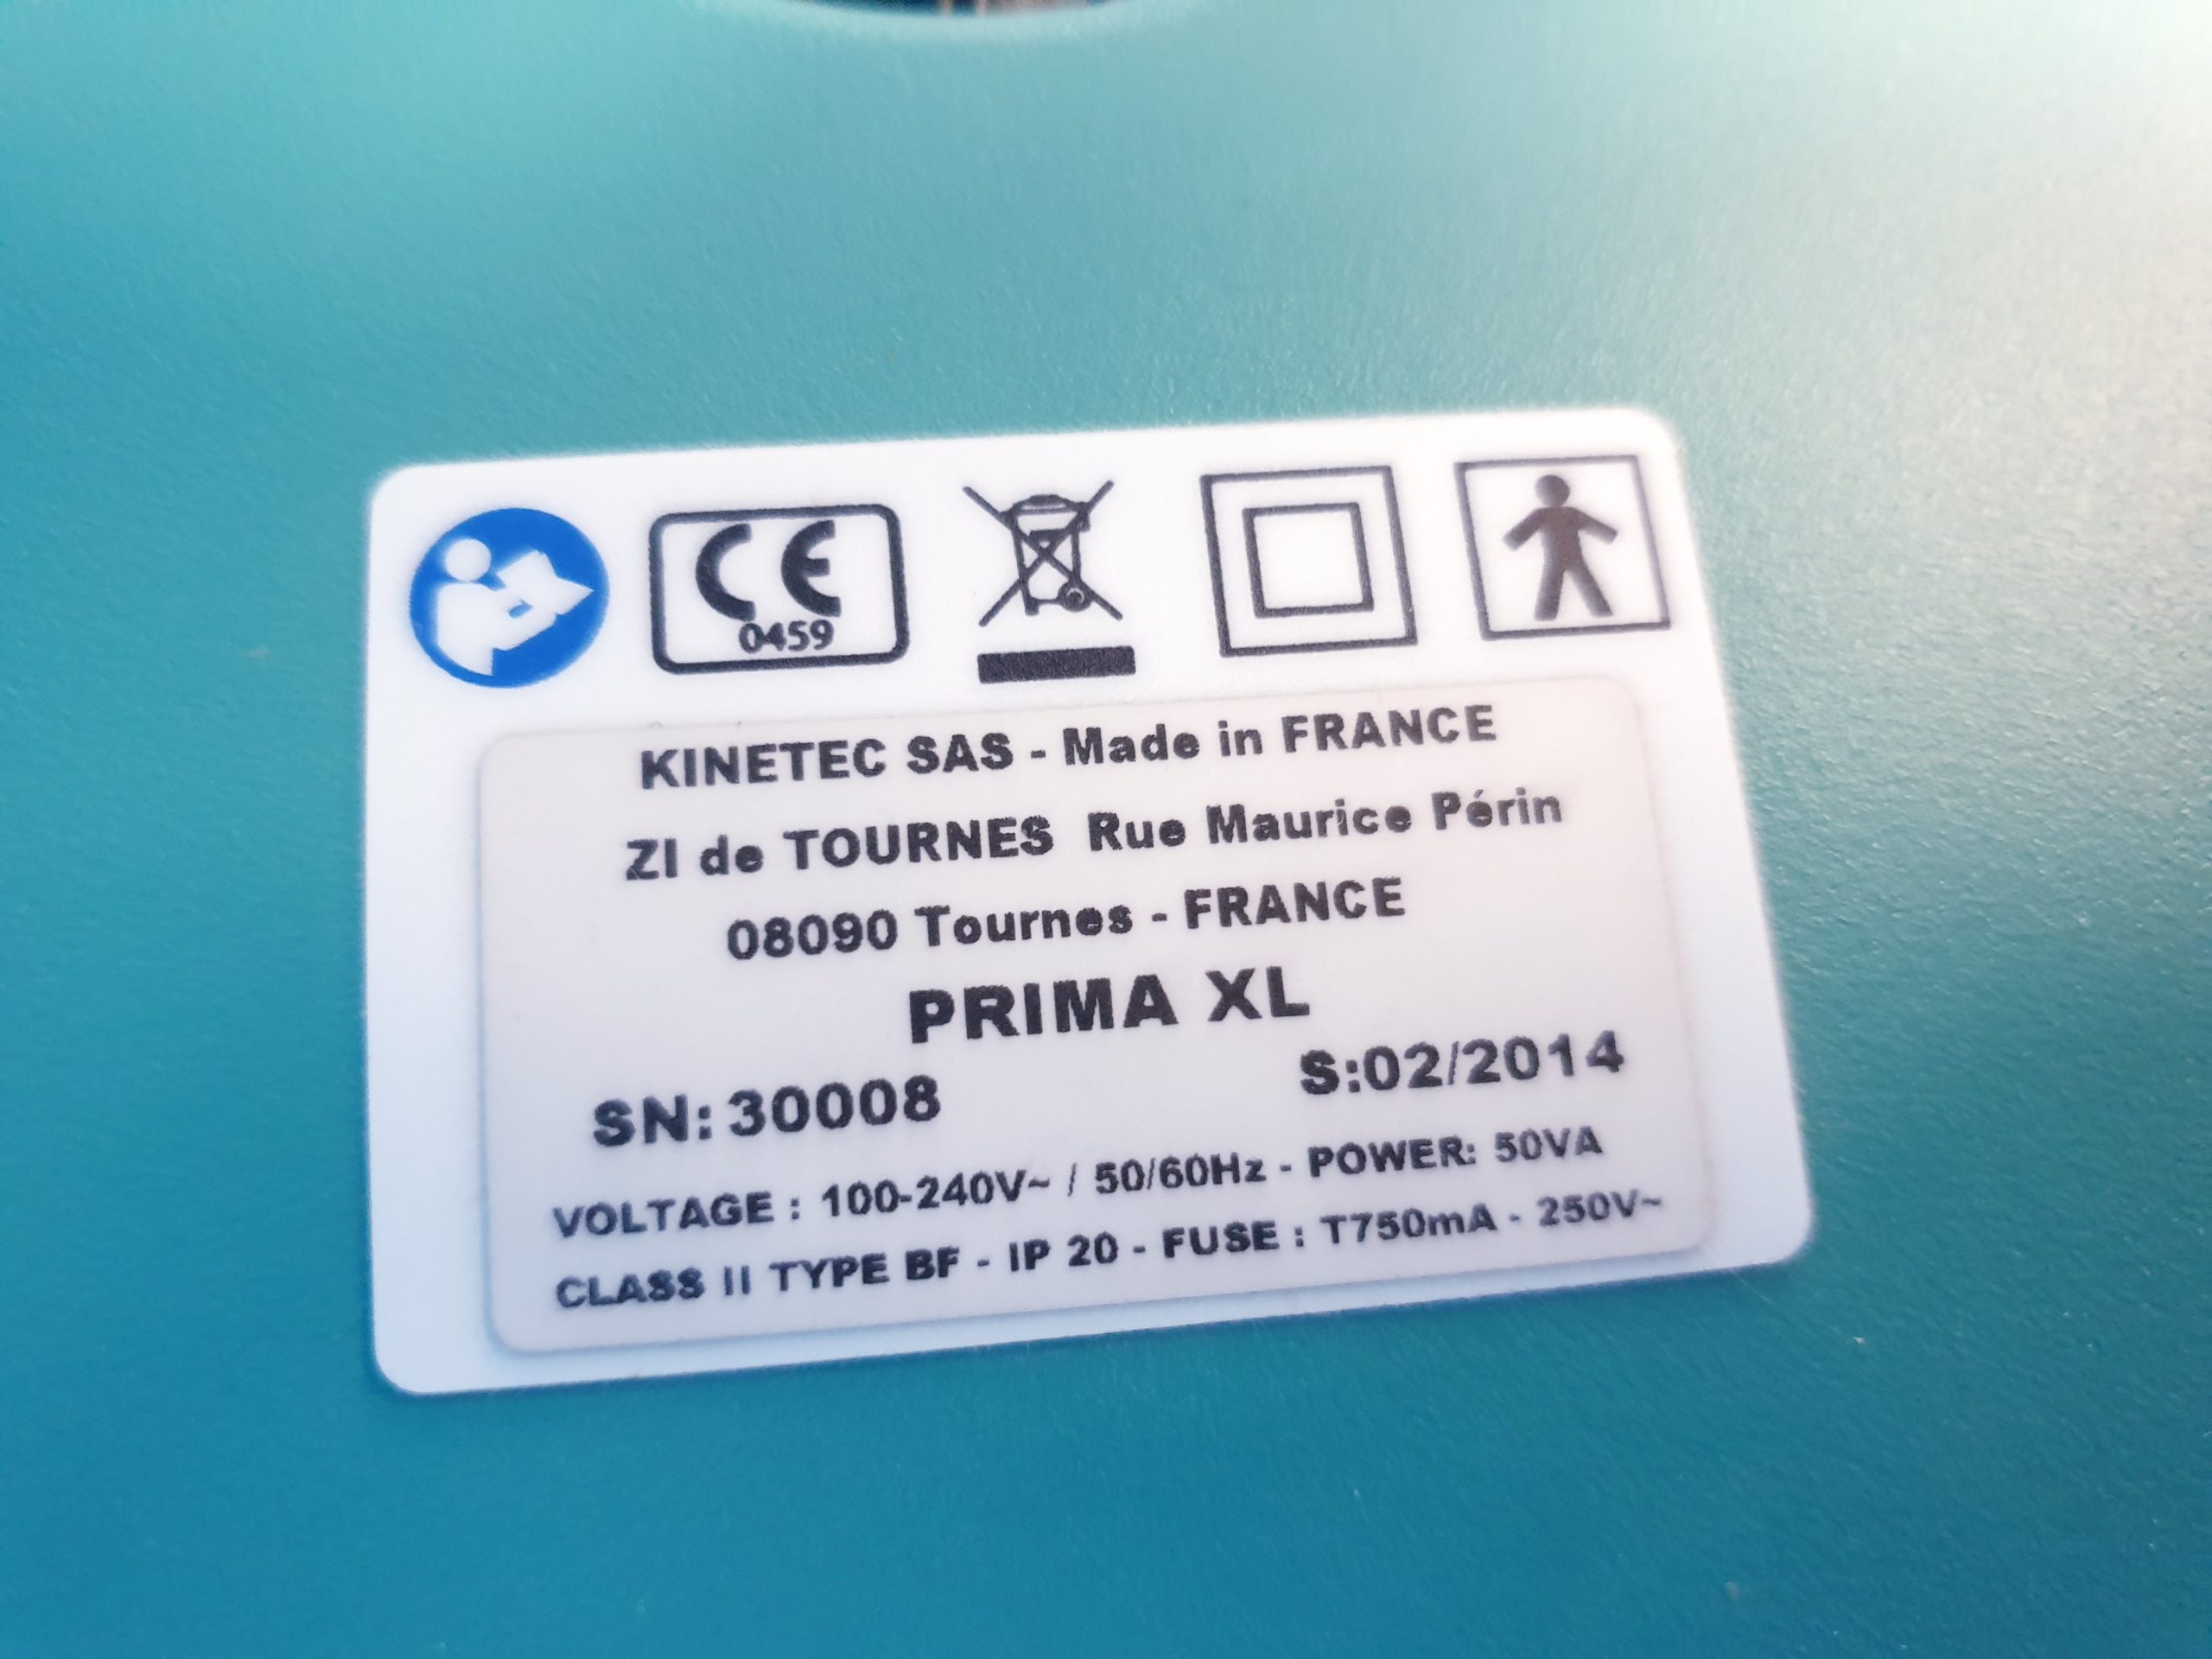 CE
0459
KINETEC SAS - Made in FRANCE
ZI de TOURNES Rue Maurice Périn
08090 Tournes - FRANCE
PRIMA XL
SN: 30008 S:02/2014
VOLTAGE : 100-240V~ / 50/60Hz - POWER: 50VA
CLASS II TYPE BF - IP 20 - FUSE : T750mA - 250V~